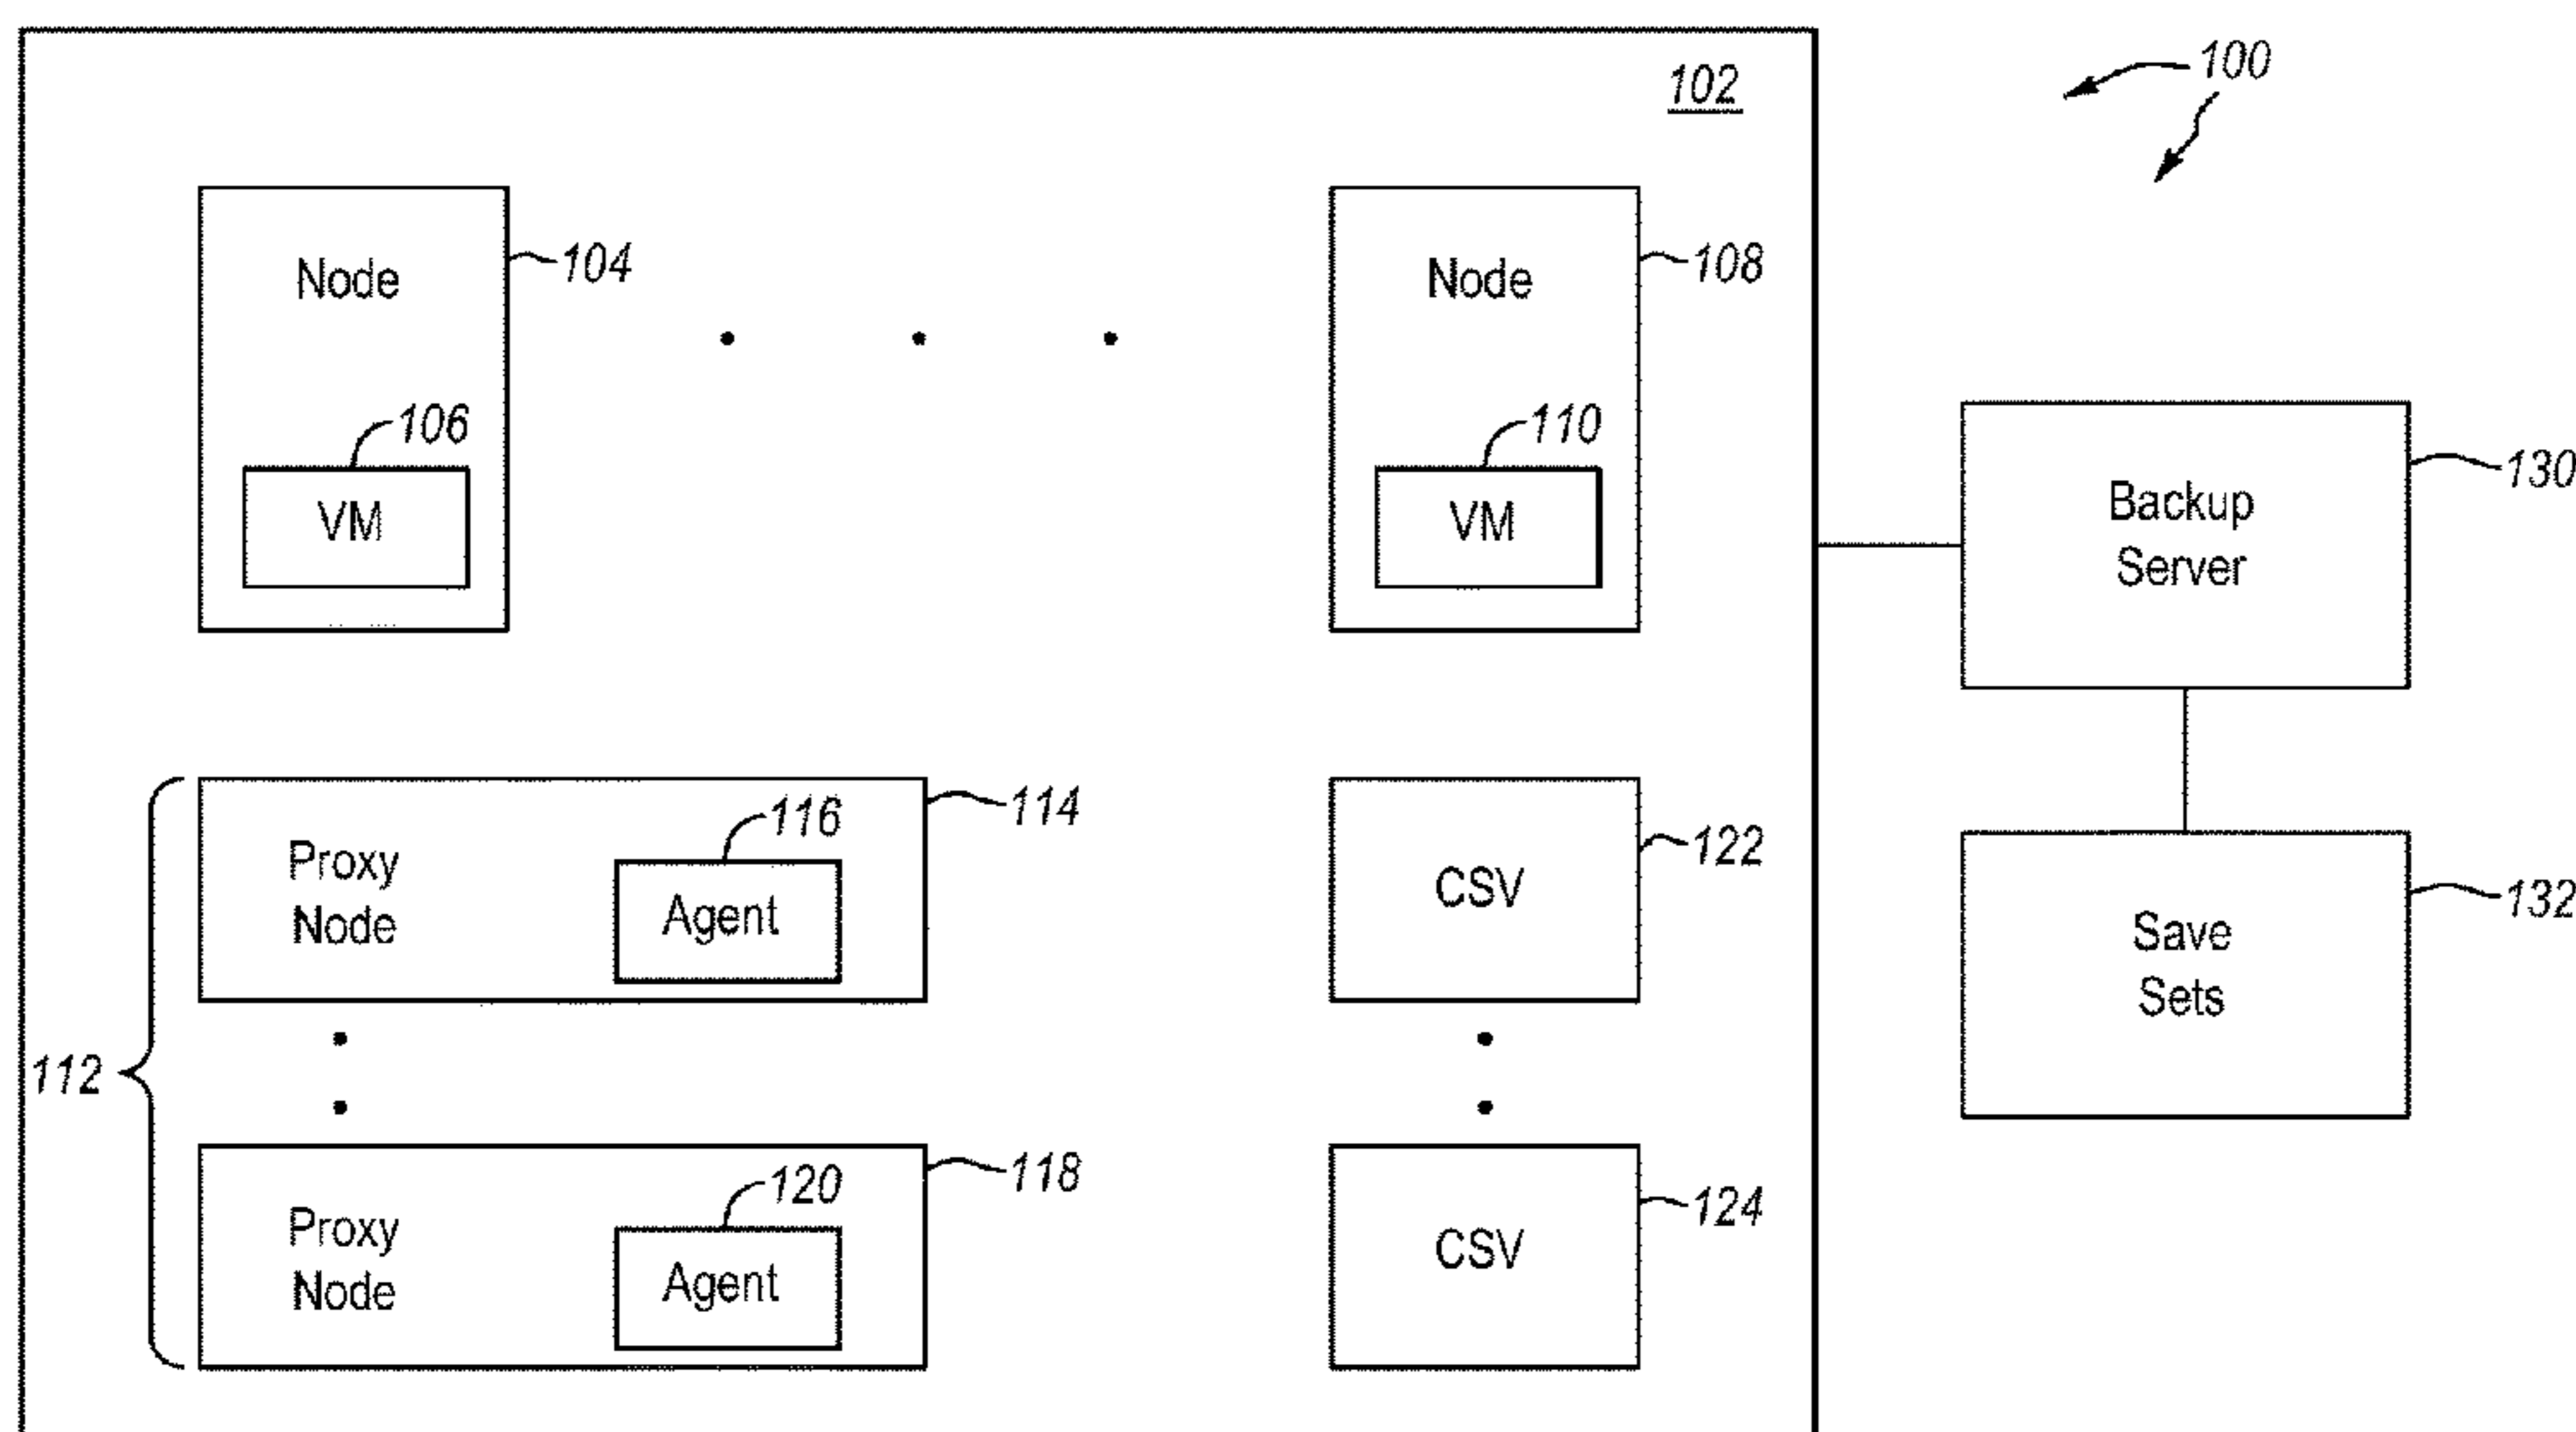 102
100
Node
104
Node
108
106
VM
110
VM
Backup
Server
130
Proxy
Node
116
Agent
114
CSV
122
Save
Sets
132
112
Proxy
Node
120
Agent
118
CSV
124